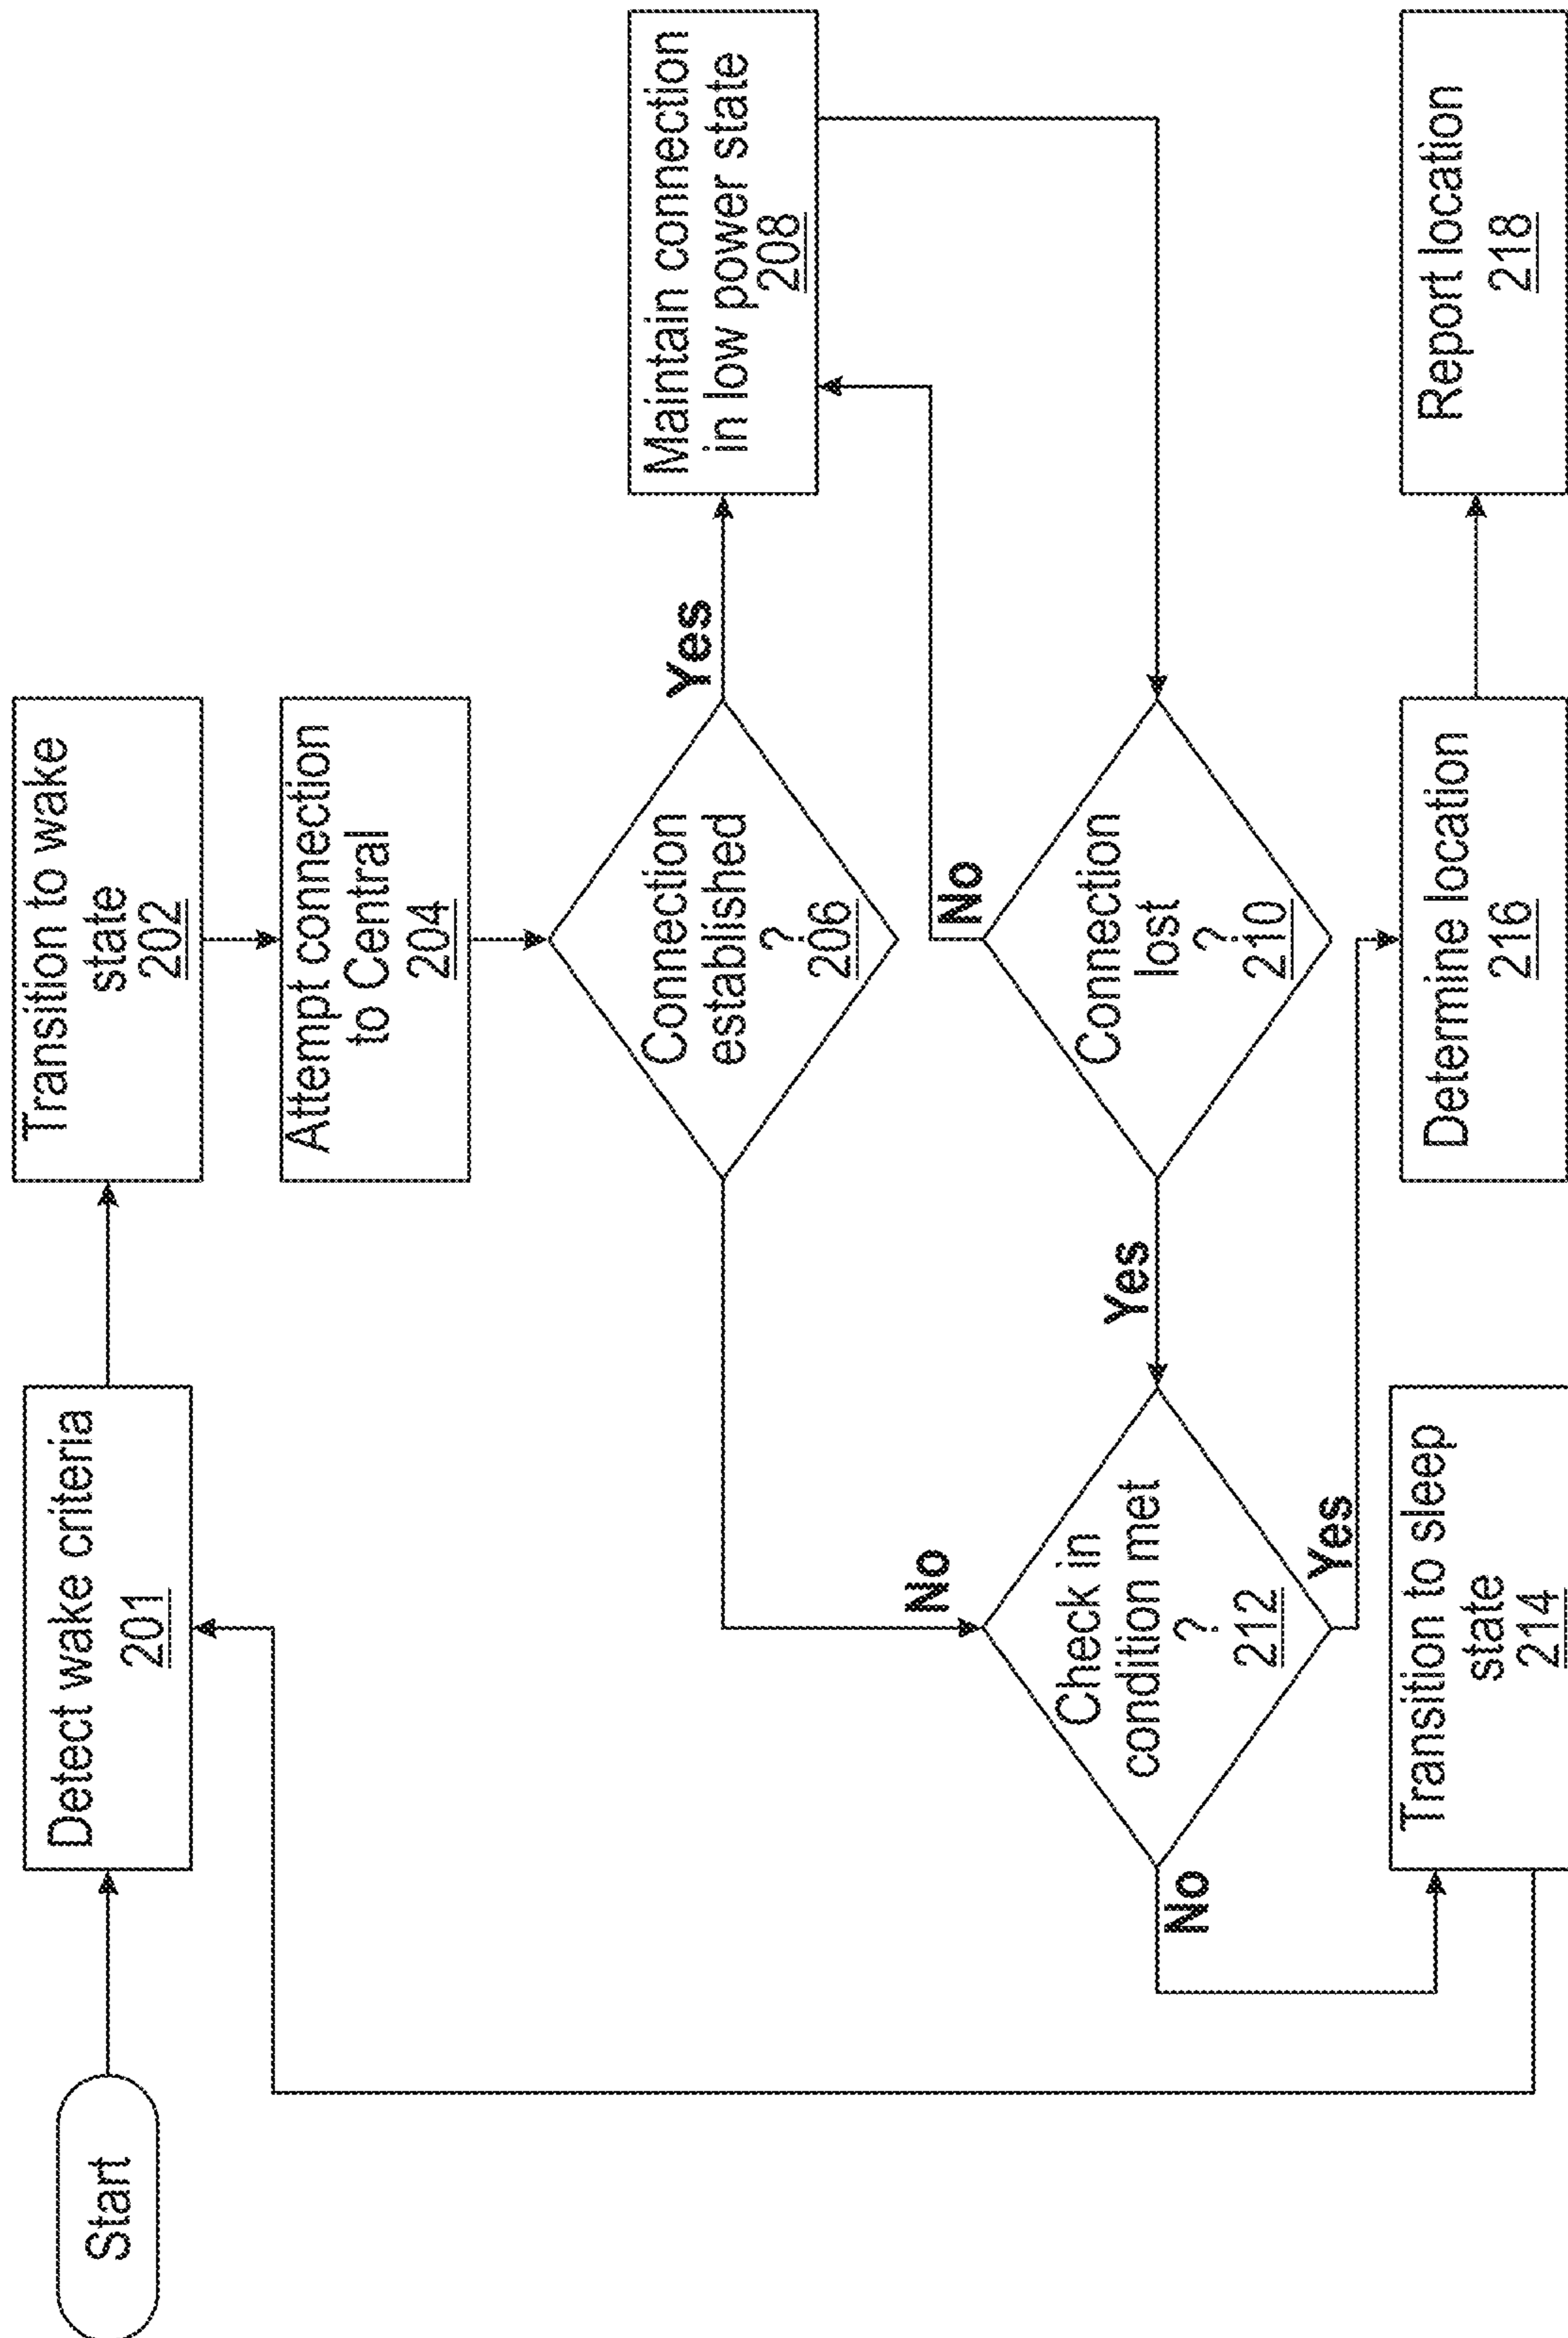 Start
Detect wake criteria
201
Transition to wake
state
202
Attempt connection
to Central
204
Connection
established
?
206
Yes
No
Maintain connection
in low power state
208
Connection
lost
?
210
No
Yes
Check in
condition met
?
212
No
Yes
Transition to sleep
state
214
Determine location
216
Report location
218